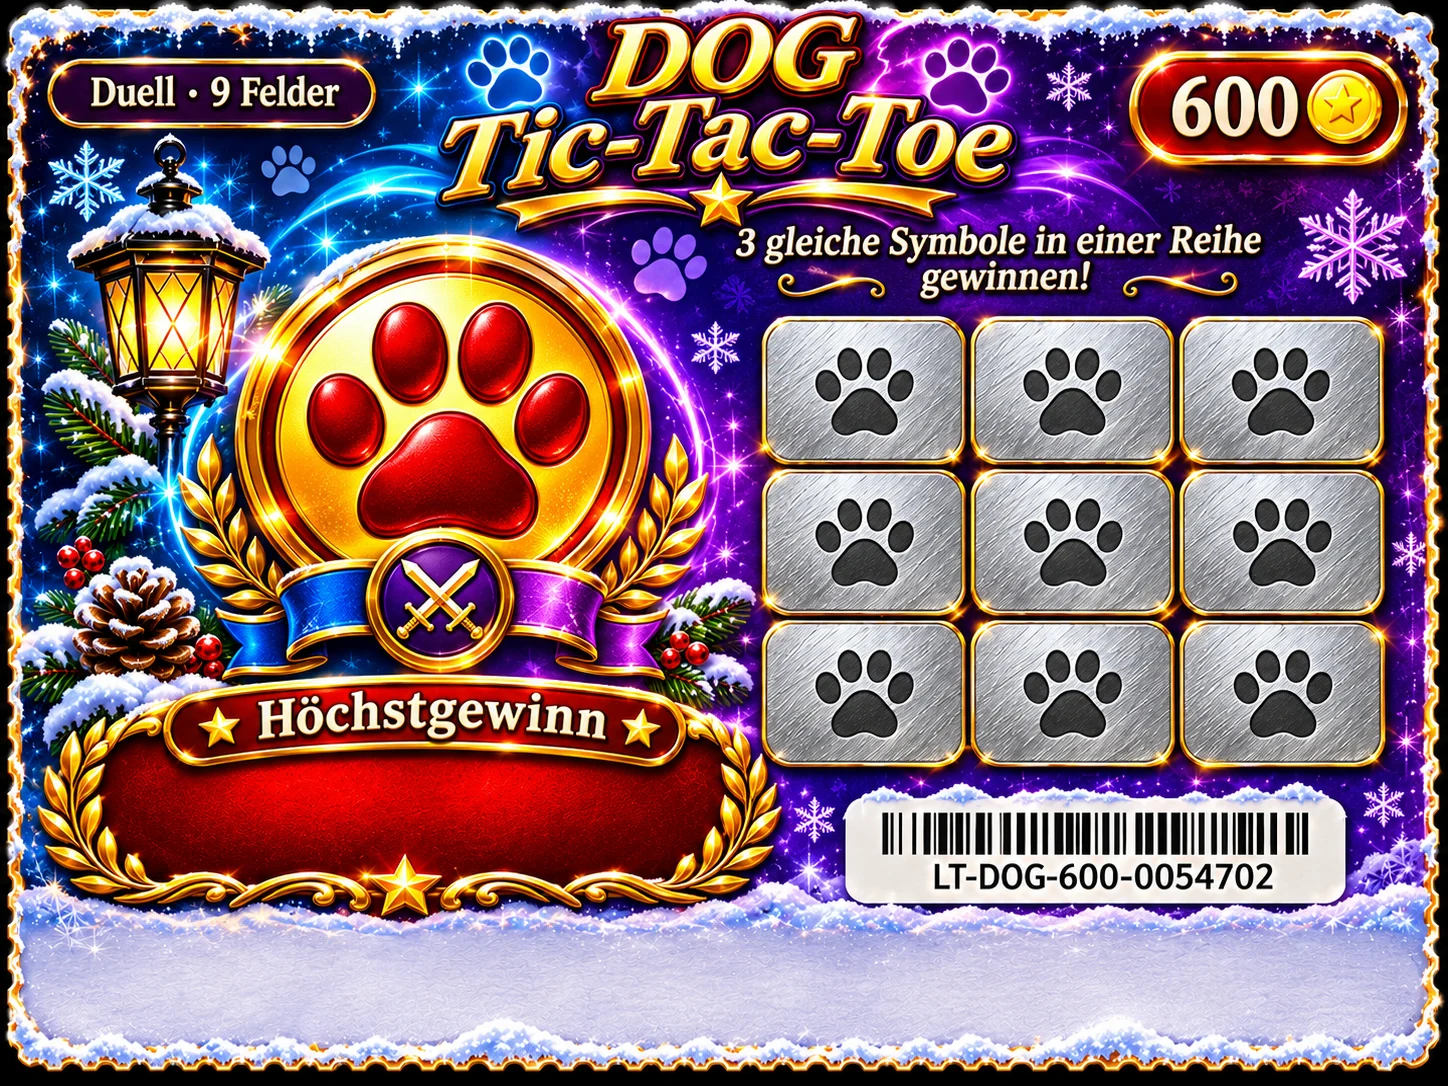 DOG
Tic-Tac-Toe
Duell · 9 Felder
600
3 gleiche Symbole in einer Reihe
gewinnen!
Höchstgewinn
LT-DOG-600-0054702